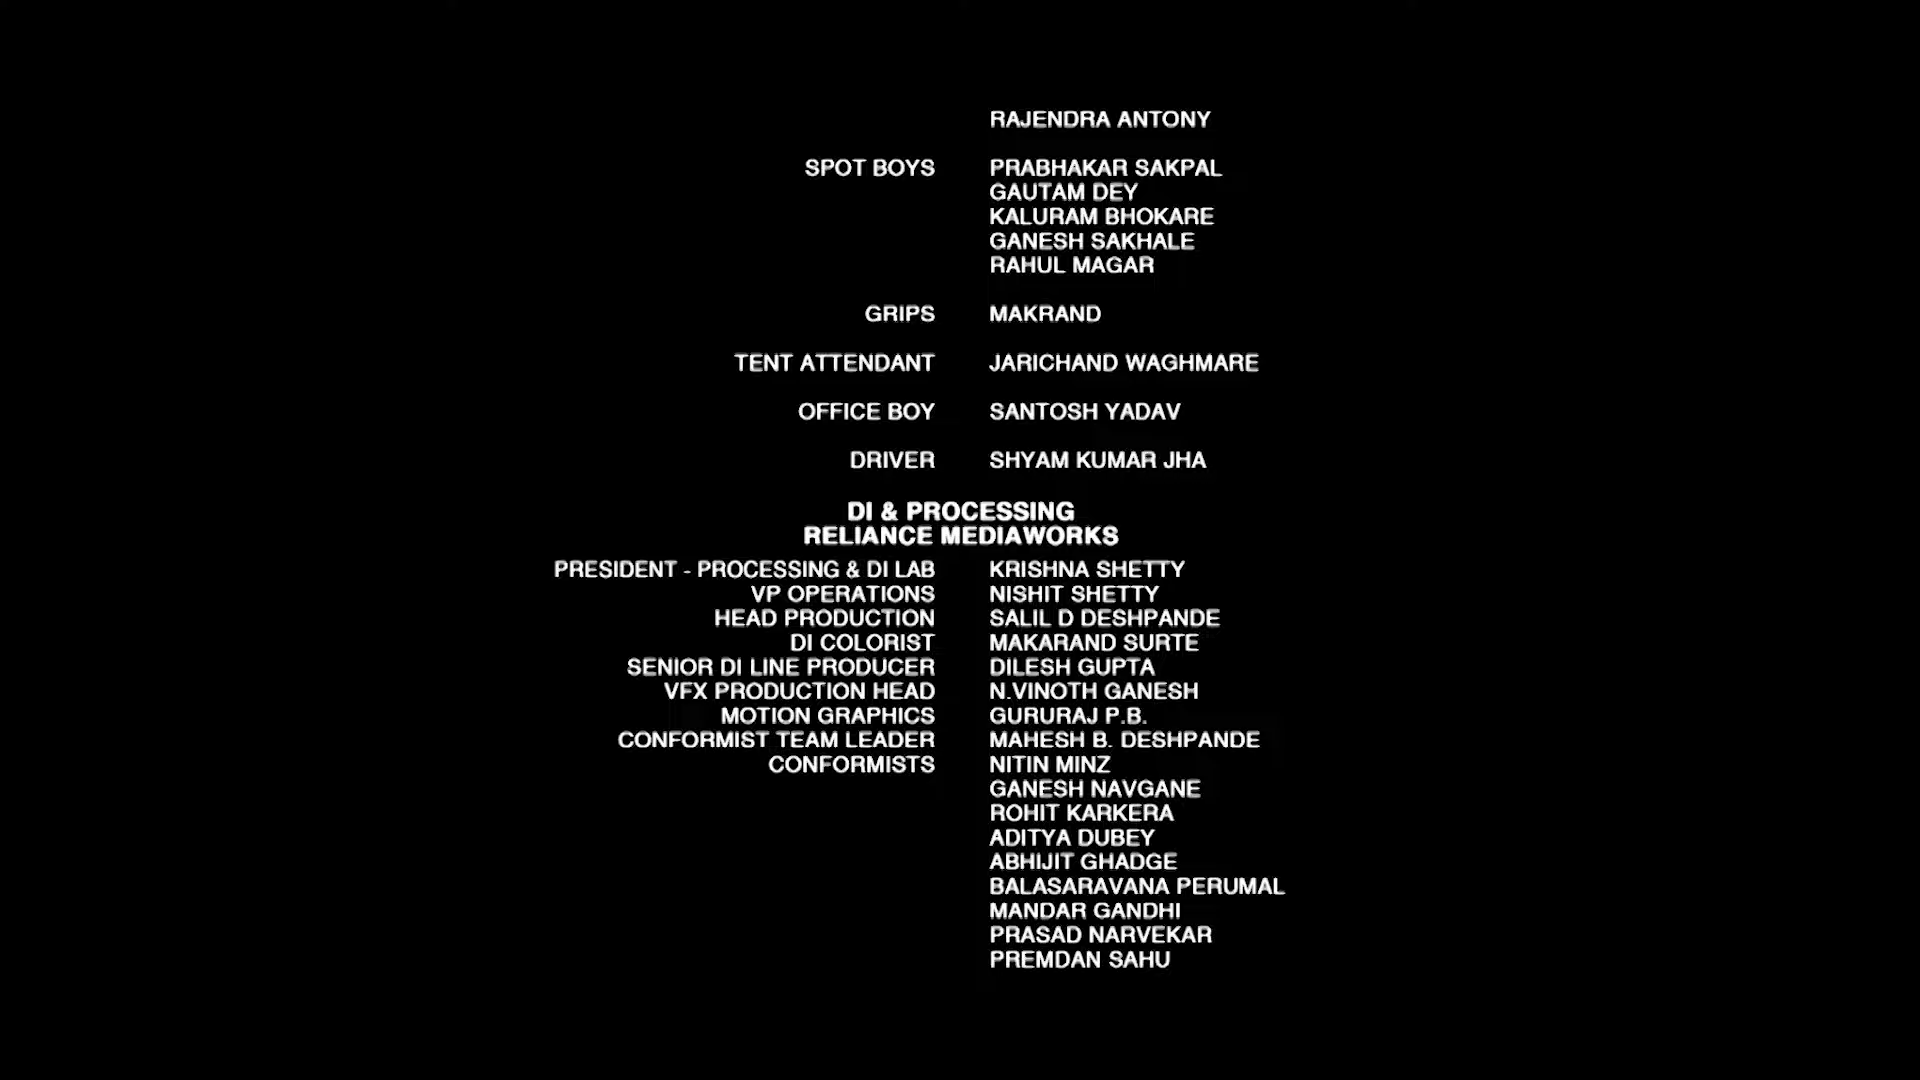 RAJENDRA ANTONY
SPOT BOYS PRABHAKAR SAKPAL
GAUTAM DEY
KALURAM BHOKARE
GANESH SAKHALE
RAHUL MAGAR
GRIPS MAKRAND
TENT ATTENDANT JARICHAND WAGHMARE
OFFICE BOY SANTOSH YADAV
DRIVER SHYAM KUMAR JHA
DI & PROCESSING
RELIANCE MEDIAWORKS
PRESIDENT - PROCESSING & DI LAB KRISHNA SHETTY
VP OPERATIONS NISHIT SHETTY
HEAD PRODUCTION SALIL D DESHPANDE
DI COLORIST MAKARAND SURTE
SENIOR DI LINE PRODUCER DILESH GUPTA
VFX PRODUCTION HEAD N.VINOTH GANESH
MOTION GRAPHICS GURURAJ P.B.
CONFORMIST TEAM LEADER MAHESH B. DESHPANDE
CONFORMISTS NITIN MINZ
GANESH NAVGANE
ROHIT KARKERA
ADITYA DUBEY
ABHIJIT GHADGE
BALASARAVANA PERUMAL
MANDAR GANDHI
PRASAD NARVEKAR
PREMDAN SAHU